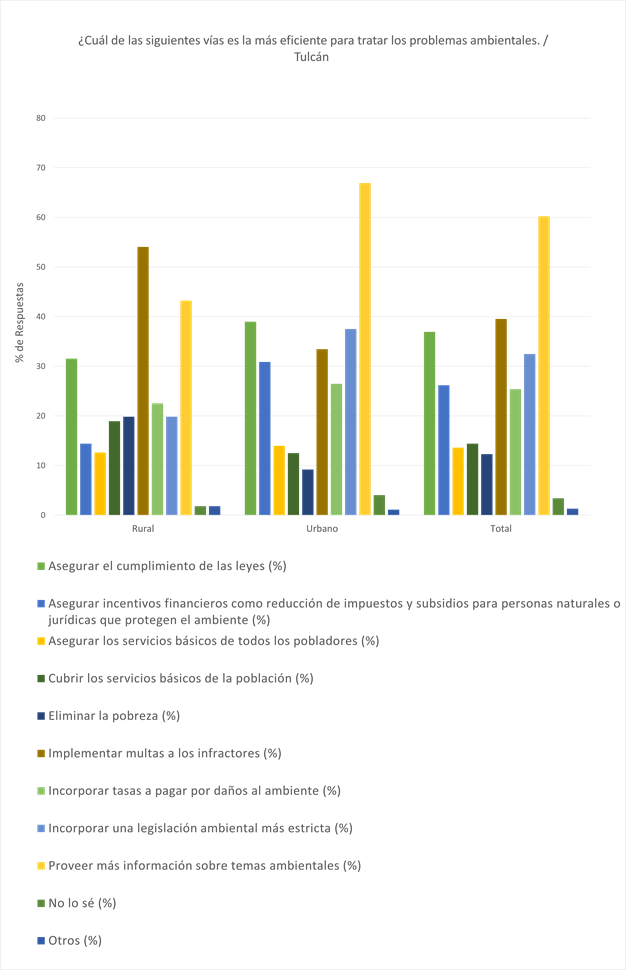 ¿Cuál de las siguientes vías es la más eficiente para tratar los problemas ambientales. /
Tulcán
80
70
60
50
40
30
20
10
0
% de Respuestas
Rural
Urbano
Total
Asegurar el cumplimiento de las leyes (%)
Asegurar incentivos financieros como reducción de impuestos y subsidios para personas naturales o
jurídicas que protegen el ambiente (%)
Asegurar los servicios básicos de todos los pobladores (%)
Cubrir los servicios básicos de la población (%)
Eliminar la pobreza (%)
Implementar multas a los infractores (%)
Incorporar tasas a pagar por daños al ambiente (%)
Incorporar una legislación ambiental más estricta (%)
Proveer más información sobre temas ambientales (%)
No lo sé (%)
Otros (%)